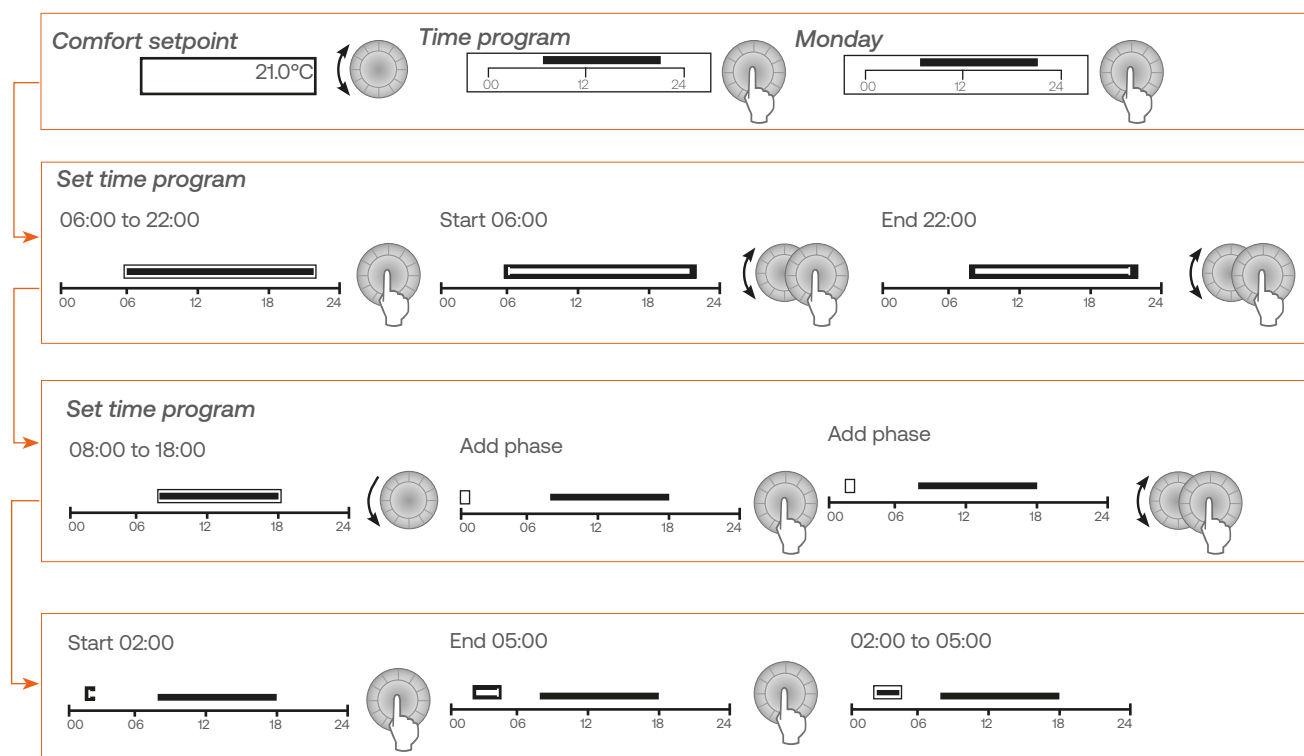 Comfort setpoint
21.0°C
Time program
00 12 24
Monday
00 12 24
Set time program
06:00 to 22:00
00 06 12 18 24
Start 06:00
00 06 12 18 24
End 22:00
00 06 12 18 24
Set time program
08:00 to 18:00
00 06 12 18 24
Add phase
00 06 12 18 24
Add phase
00 06 12 18 24
Start 02:00
00 06 12 18 24
End 05:00
00 06 12 18 24
02:00 to 05:00
00 06 12 18 24